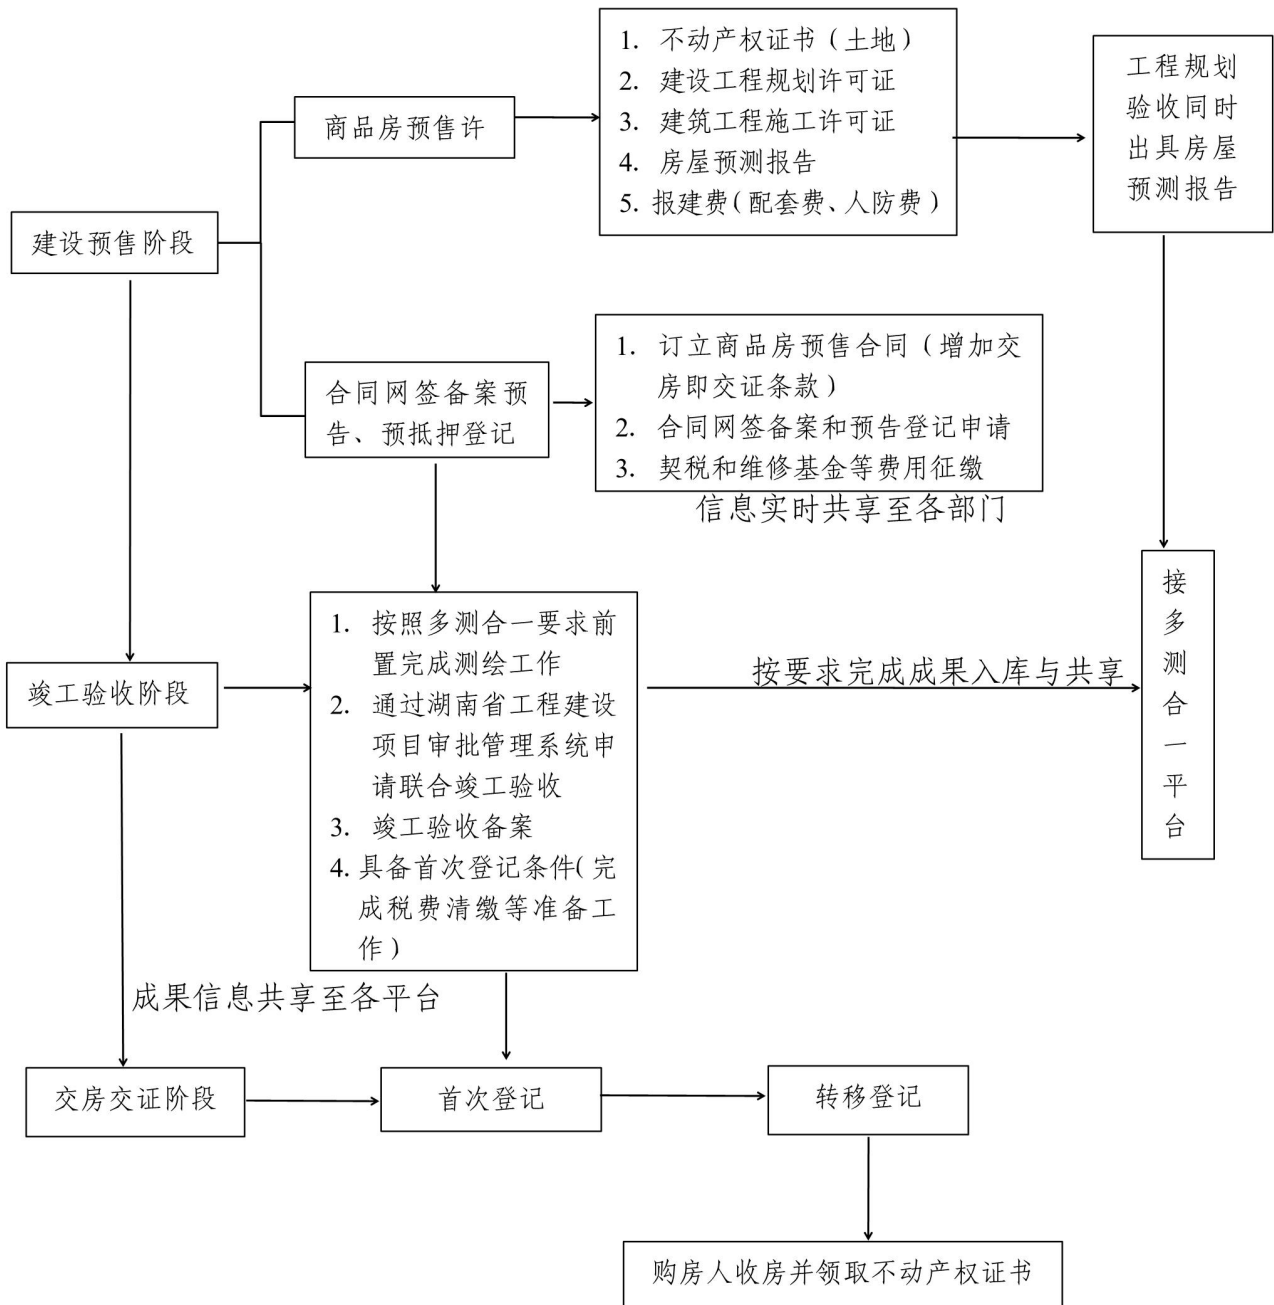 1. 不动产权证书（土地）
2. 建设工程规划许可证
3. 建筑工程施工许可证
4. 房屋预测报告
5. 报建费（配套费、人防费）
工程规划
验收同时
出具房屋
预测报告
商品房预售许
建设预售阶段
合同网签备案预
告、预抵押登记
1. 订立商品房预售合同（增加交
房即交证条款）
2. 合同网签备案和预告登记申请
3. 契税和维修基金等费用征缴
信息实时共享至各部门
竣工验收阶段
1. 按照多测合一要求前
置完成测绘工作
2. 通过湖南省工程建设
项目审批管理系统申
请联合竣工验收
3. 竣工验收备案
4. 具备首次登记条件（完
成税费清缴等准备工
作）
按要求完成成果入库与共享
接
多
测
合
一
平
台
成果信息共享至各平台
交房交证阶段
首次登记
转移登记
购房人收房并领取不动产权证书